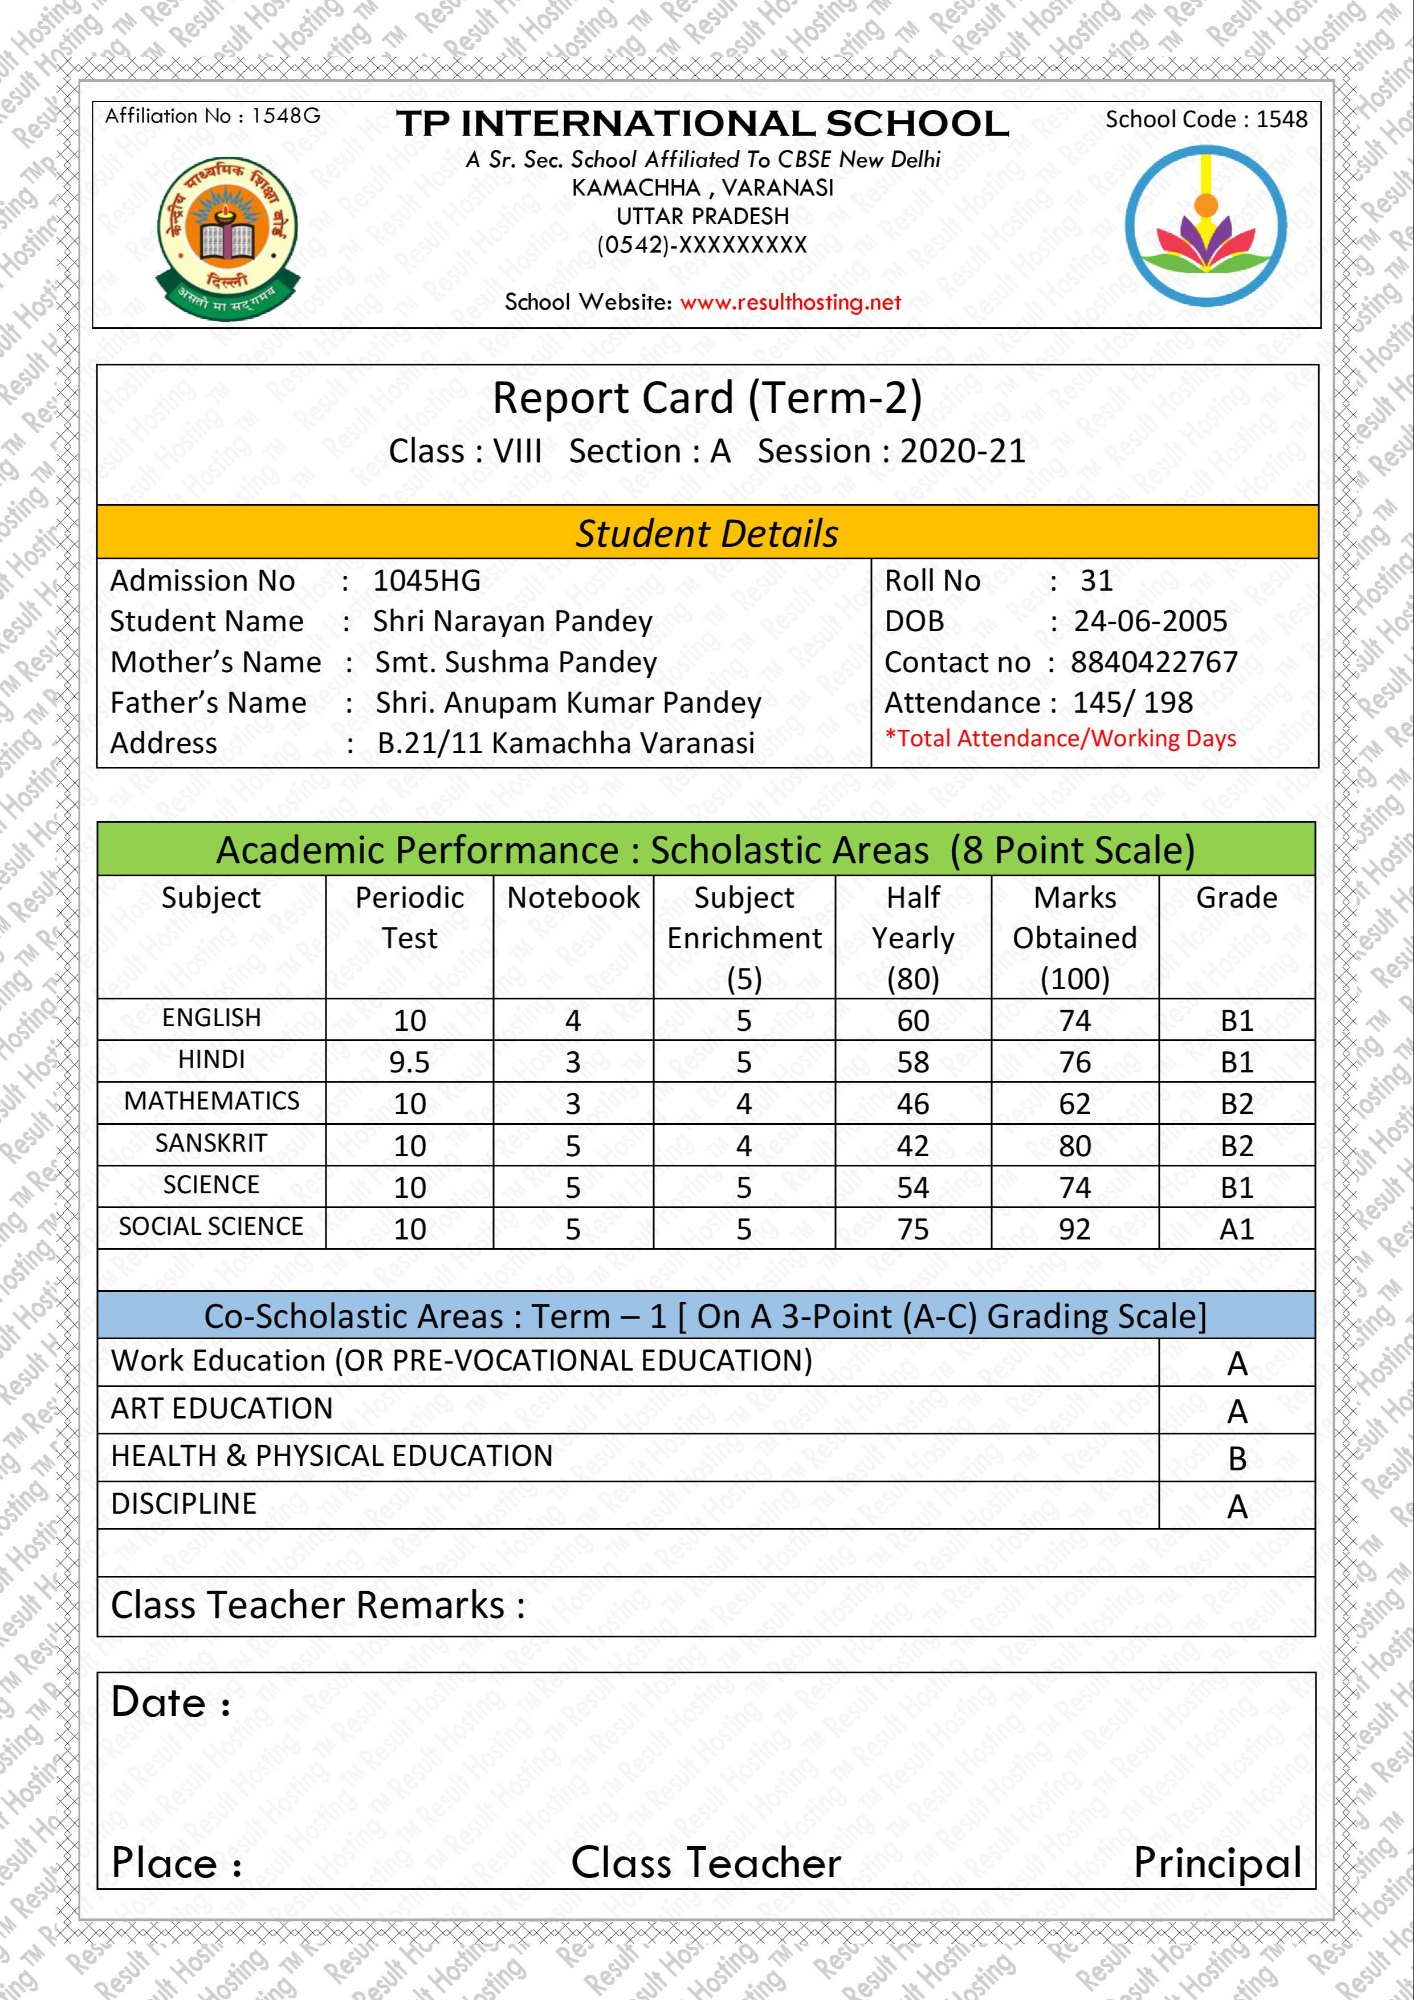 Affiliation No : 1548G
TP INTERNATIONAL SCHOOL
School Code : 1548
A Sr. Sec. School Affiliated To CBSE New Delhi
KAMACHHA , VARANASI
UTTAR PRADESH
(0542)-XXXXXXXXX
School Website: www.resulthosting.net
केन्द्रीय माध्यमिक शिक्षा बोर्ड
दिल्ली
असतो मा सद्गमय
Report Card (Term-2)
Class : VIII Section : A Session : 2020-21
Student Details
Admission No : 1045HG
Student Name : Shri Narayan Pandey
Mother's Name : Smt. Sushma Pandey
Father's Name : Shri. Anupam Kumar Pandey
Address : B.21/11 Kamachha Varanasi
Roll No : 31
DOB : 24-06-2005
Contact no : 8840422767
Attendance : 145/ 198
*Total Attendance/Working Days
Academic Performance : Scholastic Areas (8 Point Scale)
Subject Periodic Test Notebook Subject Enrichment (5) Half Yearly (80) Marks Obtained (100) Grade
ENGLISH 10 4 5 60 74 B1
HINDI 9.5 3 5 58 76 B1
MATHEMATICS 10 3 4 46 62 B2
SANSKRIT 10 5 4 42 80 B2
SCIENCE 10 5 5 54 74 B1
SOCIAL SCIENCE 10 5 5 75 92 A1
Co-Scholastic Areas : Term – 1 [ On A 3-Point (A-C) Grading Scale]
Work Education (OR PRE-VOCATIONAL EDUCATION) A
ART EDUCATION A
HEALTH & PHYSICAL EDUCATION B
DISCIPLINE A
Class Teacher Remarks :
Date :
Place : Class Teacher Principal
Result Hosting ™